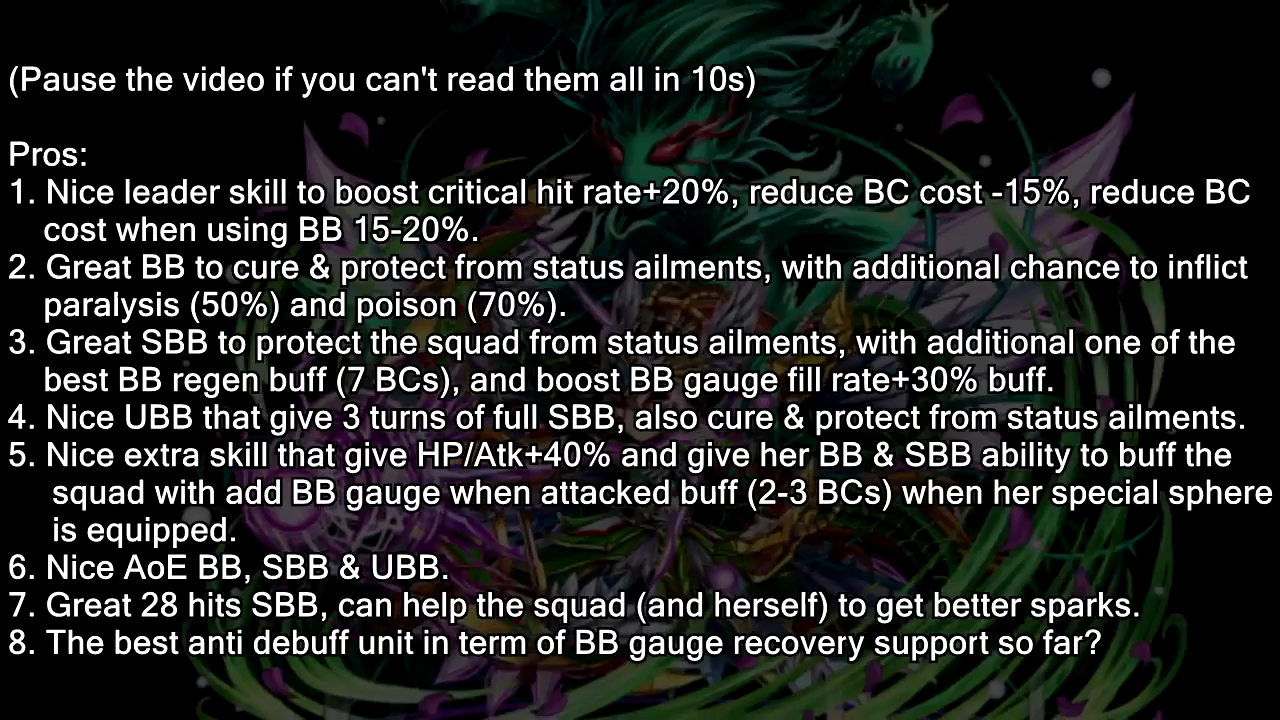 (Pause the video if you can't read them all in 10s)
Pros:
1. Nice leader skill to boost critical hit rate+20%, reduce BC cost -15%, reduce BC
cost when using BB 15-20%.
2. Great BB to cure & protect from status ailments, with additional chance to inflict
paralysis (50%) and poison (70%).
3. Great SBB to protect the squad from status ailments, with additional one of the
best BB regen buff (7 BCs), and boost BB gauge fill rate+30% buff.
4. Nice UBB that give 3 turns of full SBB, also cure & protect from status ailments.
5. Nice extra skill that give HP/Atk+40% and give her BB & SBB ability to buff the
squad with add BB gauge when attacked buff (2-3 BCs) when her special sphere
is equipped.
6. Nice AoE BB, SBB & UBB.
7. Great 28 hits SBB, can help the squad (and herself) to get better sparks.
8. The best anti debuff unit in term of BB gauge recovery support so far?